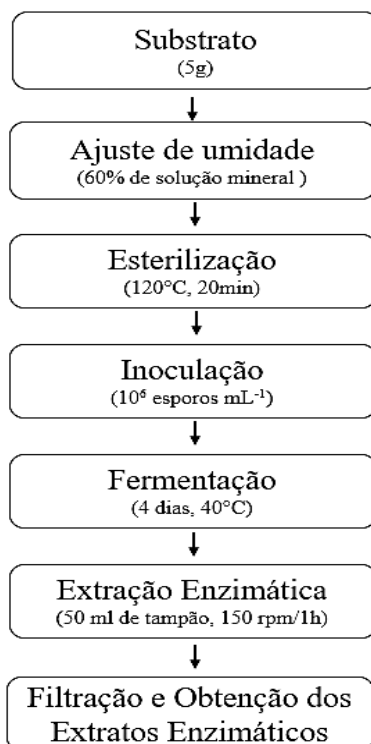 Substrato
(5g)
Ajuste de umidade
(60% de solução mineral )
Esterilização
(120°C, 20min)
Inoculação
(10⁶ esporos mL⁻¹)
Fermentação
(4 dias, 40°C)
Extração Enzimática
(50 ml de tampão, 150 rpm/1h)
Filtração e Obtenção dos
Extratos Enzimáticos